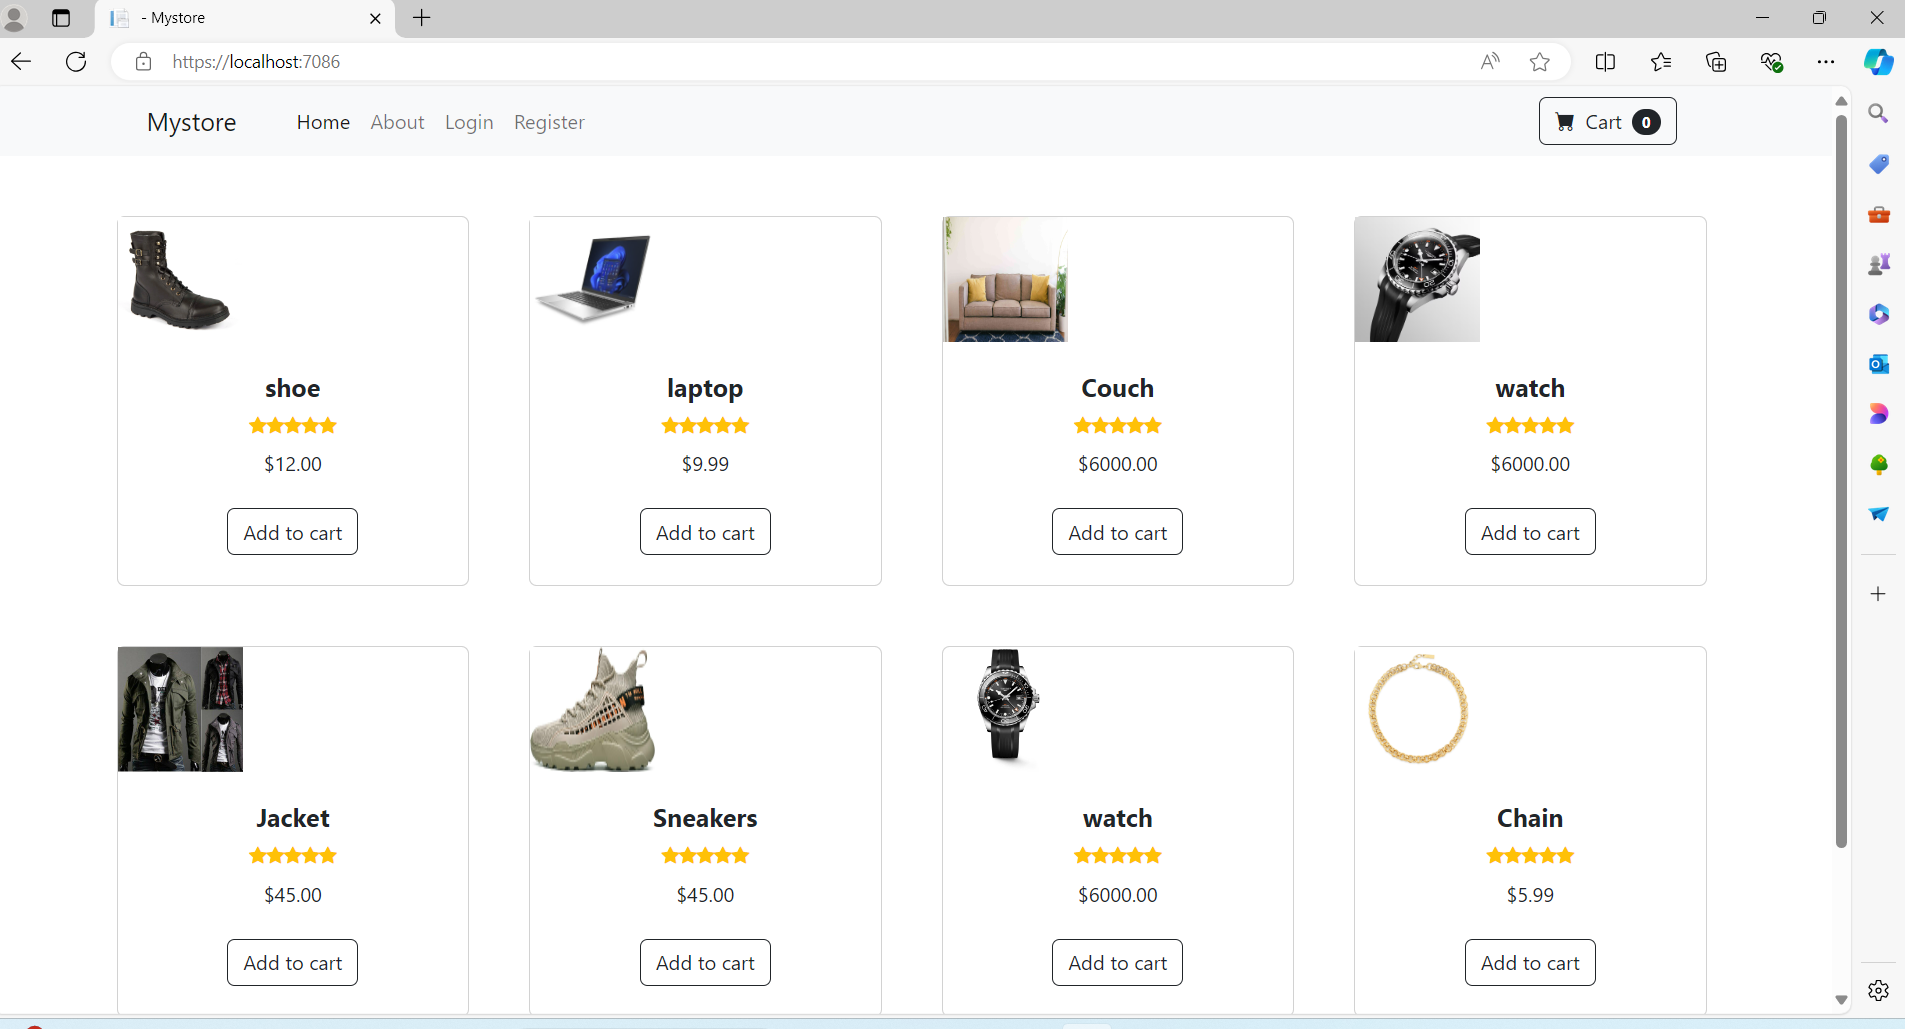 - Mystore
https://localhost:7086
Mystore Home About Login Register Cart 0
shoe laptop Couch watch
$12.00 $9.99 $6000.00 $6000.00
Add to cart Add to cart Add to cart Add to cart
Jacket Sneakers watch Chain
$45.00 $45.00 $6000.00 $5.99
Add to cart Add to cart Add to cart Add to cart